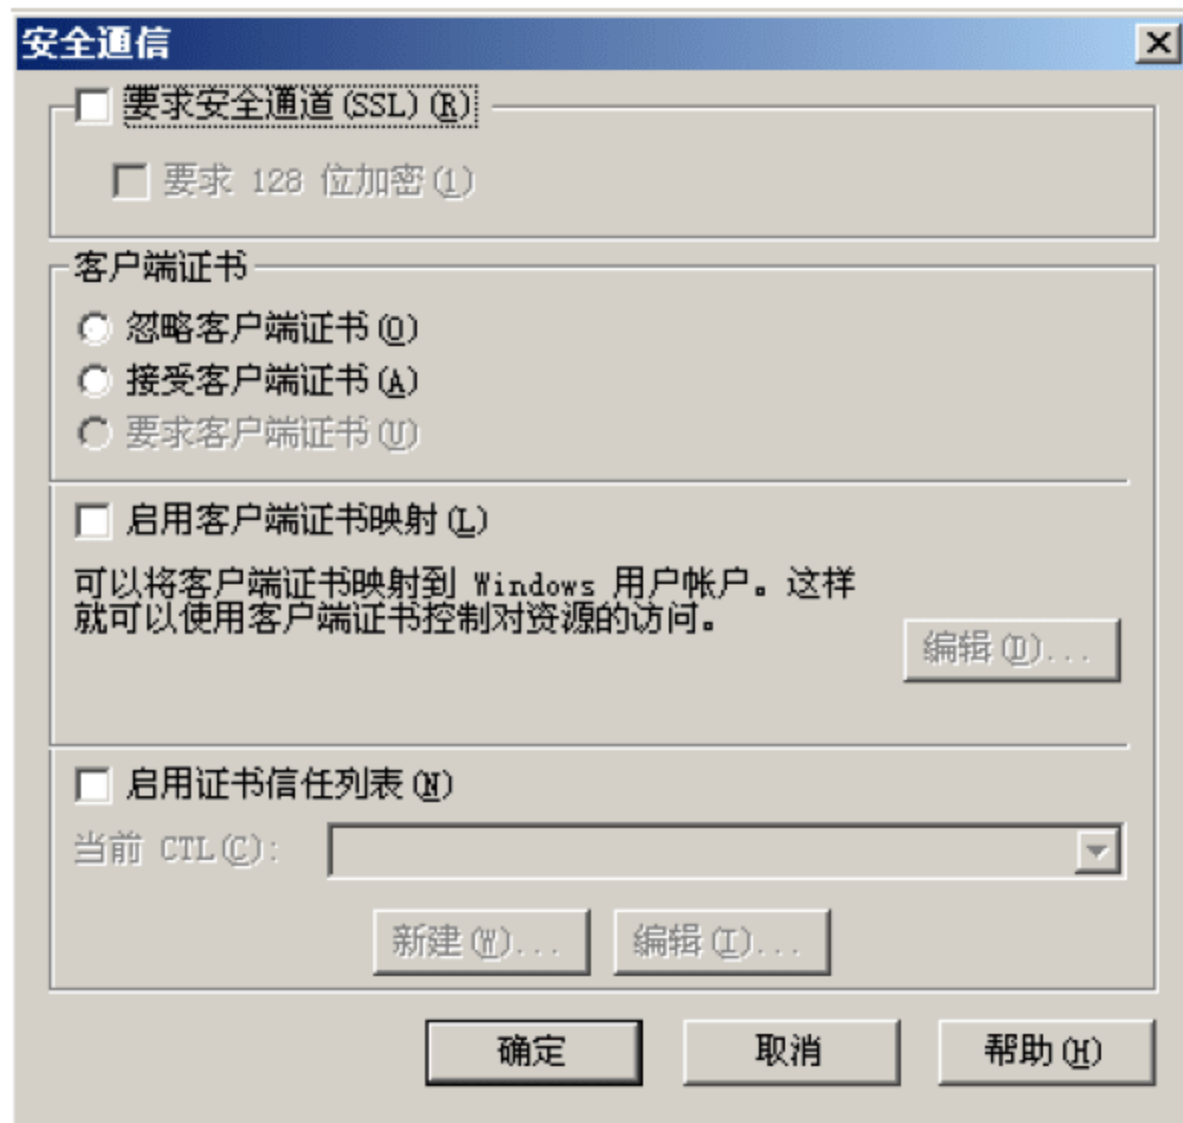 安全通信
要求安全通道(SSL)(R)
要求 128 位加密(1)
客户端证书
忽略客户端证书(O)
接受客户端证书(A)
要求客户端证书(U)
启用客户端证书映射(L)
可以将客户端证书映射到 Windows 用户帐户。这样
就可以使用客户端证书控制对资源的访问。
编辑(D)...
启用证书信任列表(N)
当前 CTL(C):
新建(W)...
编辑(I)...
确定
取消
帮助(H)